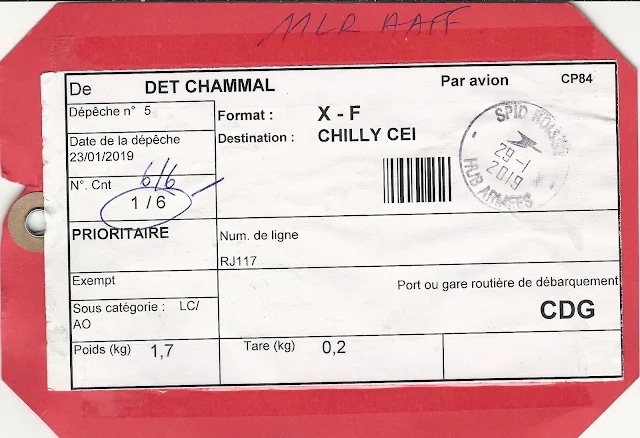 MLR AAFF
De DET CHAMMAL Par avion CP84
Dépêche n° 5
Format : X - F
Destination : CHILLY CEI
Date de la dépêche
23/01/2019
N°. Cnt 6/6
1 / 6
SPID ROISSY
29-1
2019
HUB ARMEES
PRIORITAIRE
Num. de ligne
RJ117
Exempt
Port ou gare routière de débarquement
CDG
Sous catégorie : LC/
AO
Poids (kg) 1,7
Tare (kg) 0,2